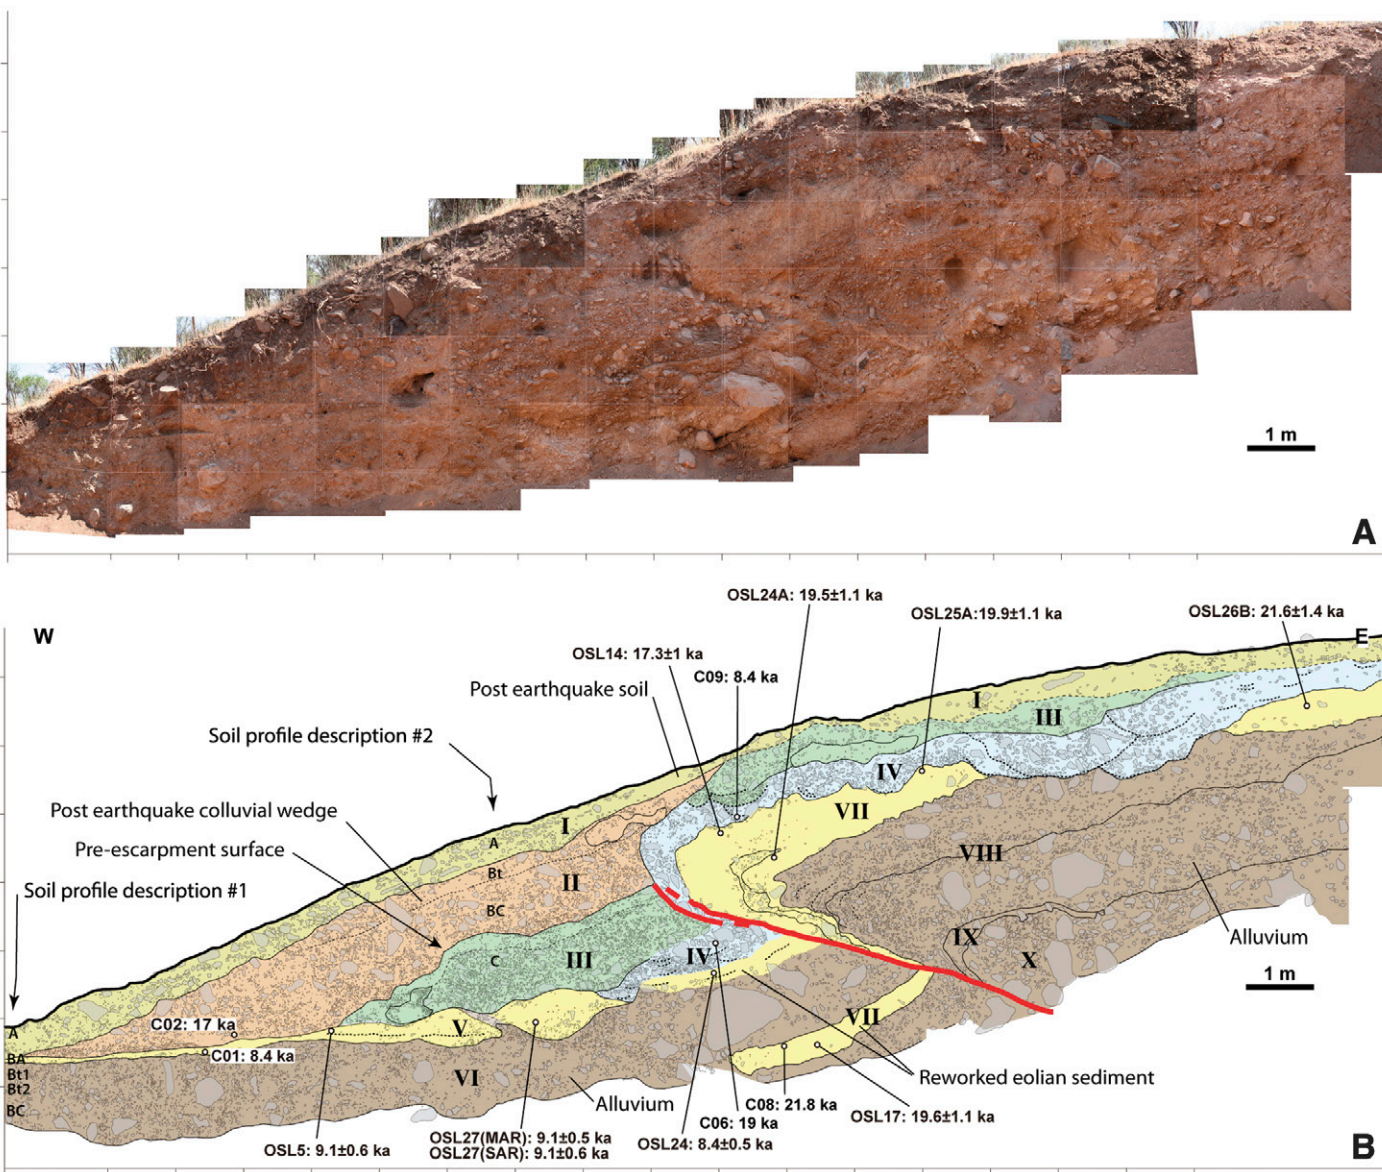 1 m
A
OSL24A: 19.5±1.1 ka
OSL25A:19.9±1.1 ka
OSL26B: 21.6±1.4 ka
W
E
OSL14: 17.3±1 ka
C09: 8.4 ka
Post earthquake soil
I
III
Soil profile description #2
IV
VII
Post earthquake colluvial wedge
I
A
Pre-escarpment surface
VIII
Bt
II
Soil profile description #1
BC
IX
Alluvium
C
III
IV
X
1 m
C02: 17 ka
V
VII
A
BA
C01: 8.4 ka
Bt1
VI
Reworked eolian sediment
Bt2
BC
Alluvium
C08: 21.8 ka
OSL17: 19.6±1.1 ka
C06: 19 ka
OSL5: 9.1±0.6 ka
OSL27(MAR): 9.1±0.5 ka
OSL27(SAR): 9.1±0.6 ka
OSL24: 8.4±0.5 ka
B